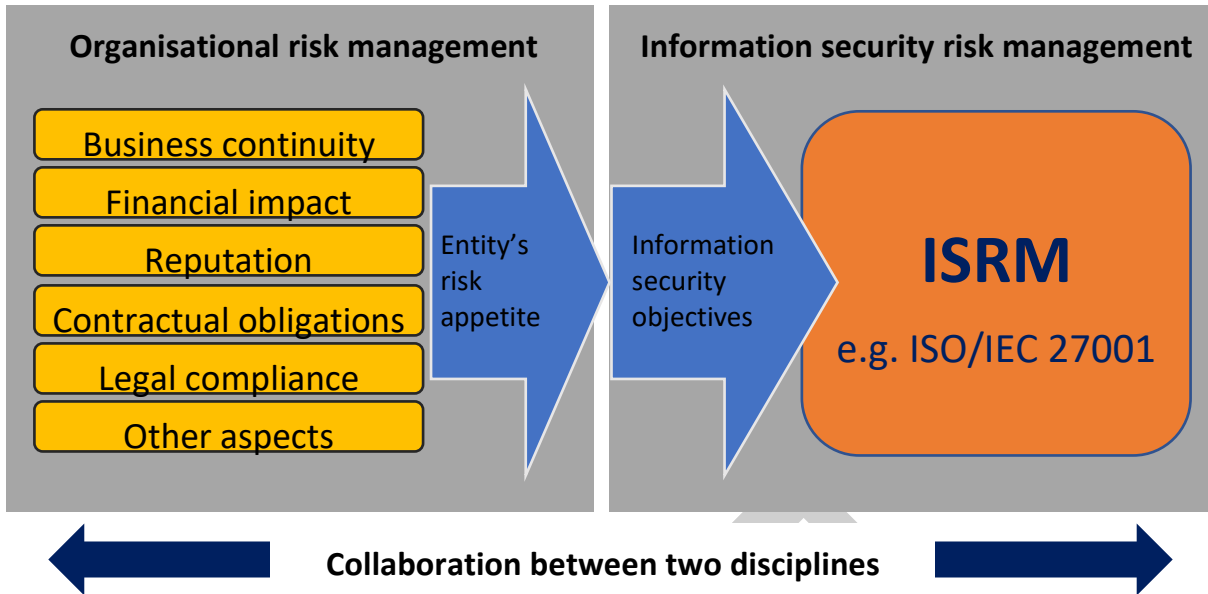 Organisational risk management
Business continuity
Financial impact
Reputation
Contractual obligations
Legal compliance
Other aspects
Entity's
risk
appetite
Information security risk management
Information
security
objectives
ISRM
e.g. ISO/IEC 27001
Collaboration between two disciplines